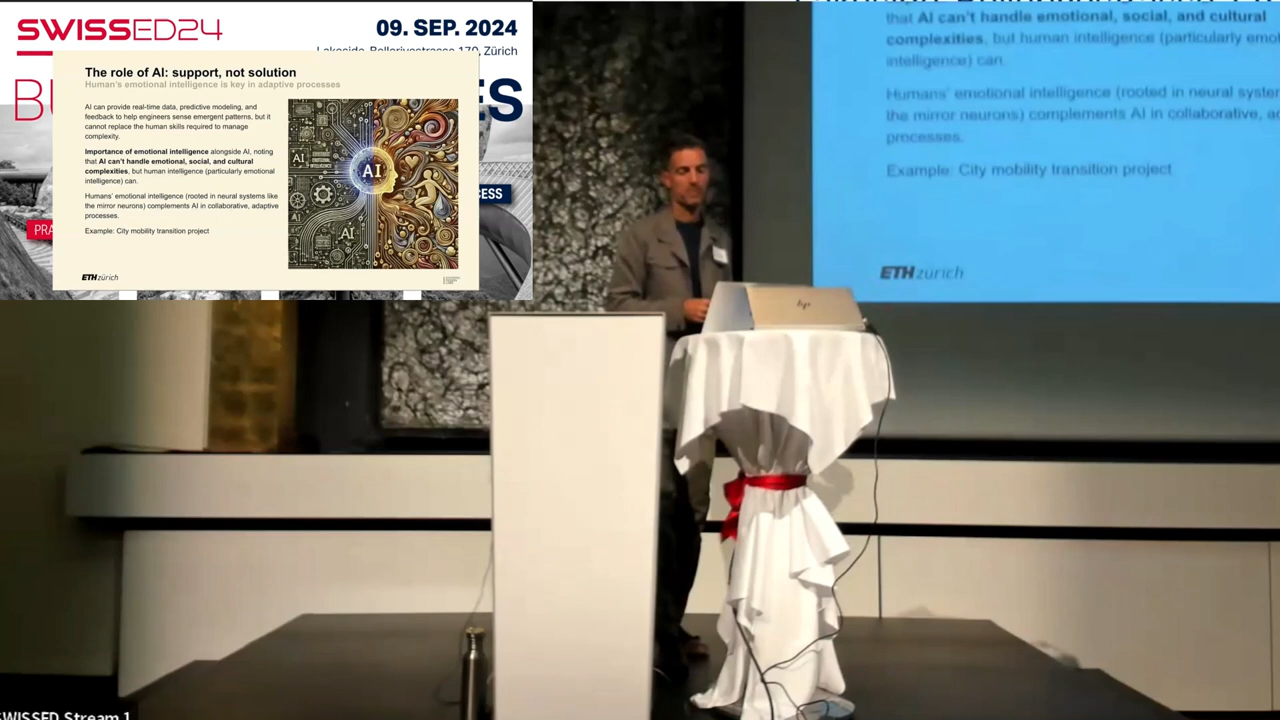 SWISSED24
09. SEP. 2024
Lakeside, Bellerivestrasse 170, Zürich
The role of AI: support, not solution
Human's emotional intelligence is key in adaptive processes
AI can provide real-time data, predictive modeling, and
feedback to help engineers sense emergent patterns, but it
cannot replace the human skills required to manage
complexity.
Importance of emotional intelligence alongside AI, noting
that AI can't handle emotional, social, and cultural
complexities, but human intelligence (particularly emotional
intelligence) can.
Humans' emotional intelligence (rooted in neural systems like
the mirror neurons) complements AI in collaborative, adaptive
processes.
Example: City mobility transition project
AI
AI
AI
AI
ETH zürich
BU
ES
PRA
CESS
that AI can't handle emotional, social, and cultural
complexities, but human intelligence (particularly emot
intelligence) can.
Humans' emotional intelligence (rooted in neural system
the mirror neurons) complements AI in collaborative, ad
processes.
Example: City mobility transition project
ETH zürich
hp
SWISSED Stream 1